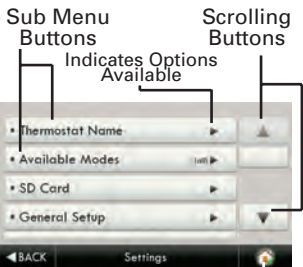 Sub Menu
Buttons
Scrolling
Buttons
Indicates Options
Available
• Thermostat Name
• Available Modes
• SD Card
• General Setup
◄BACK
Settings